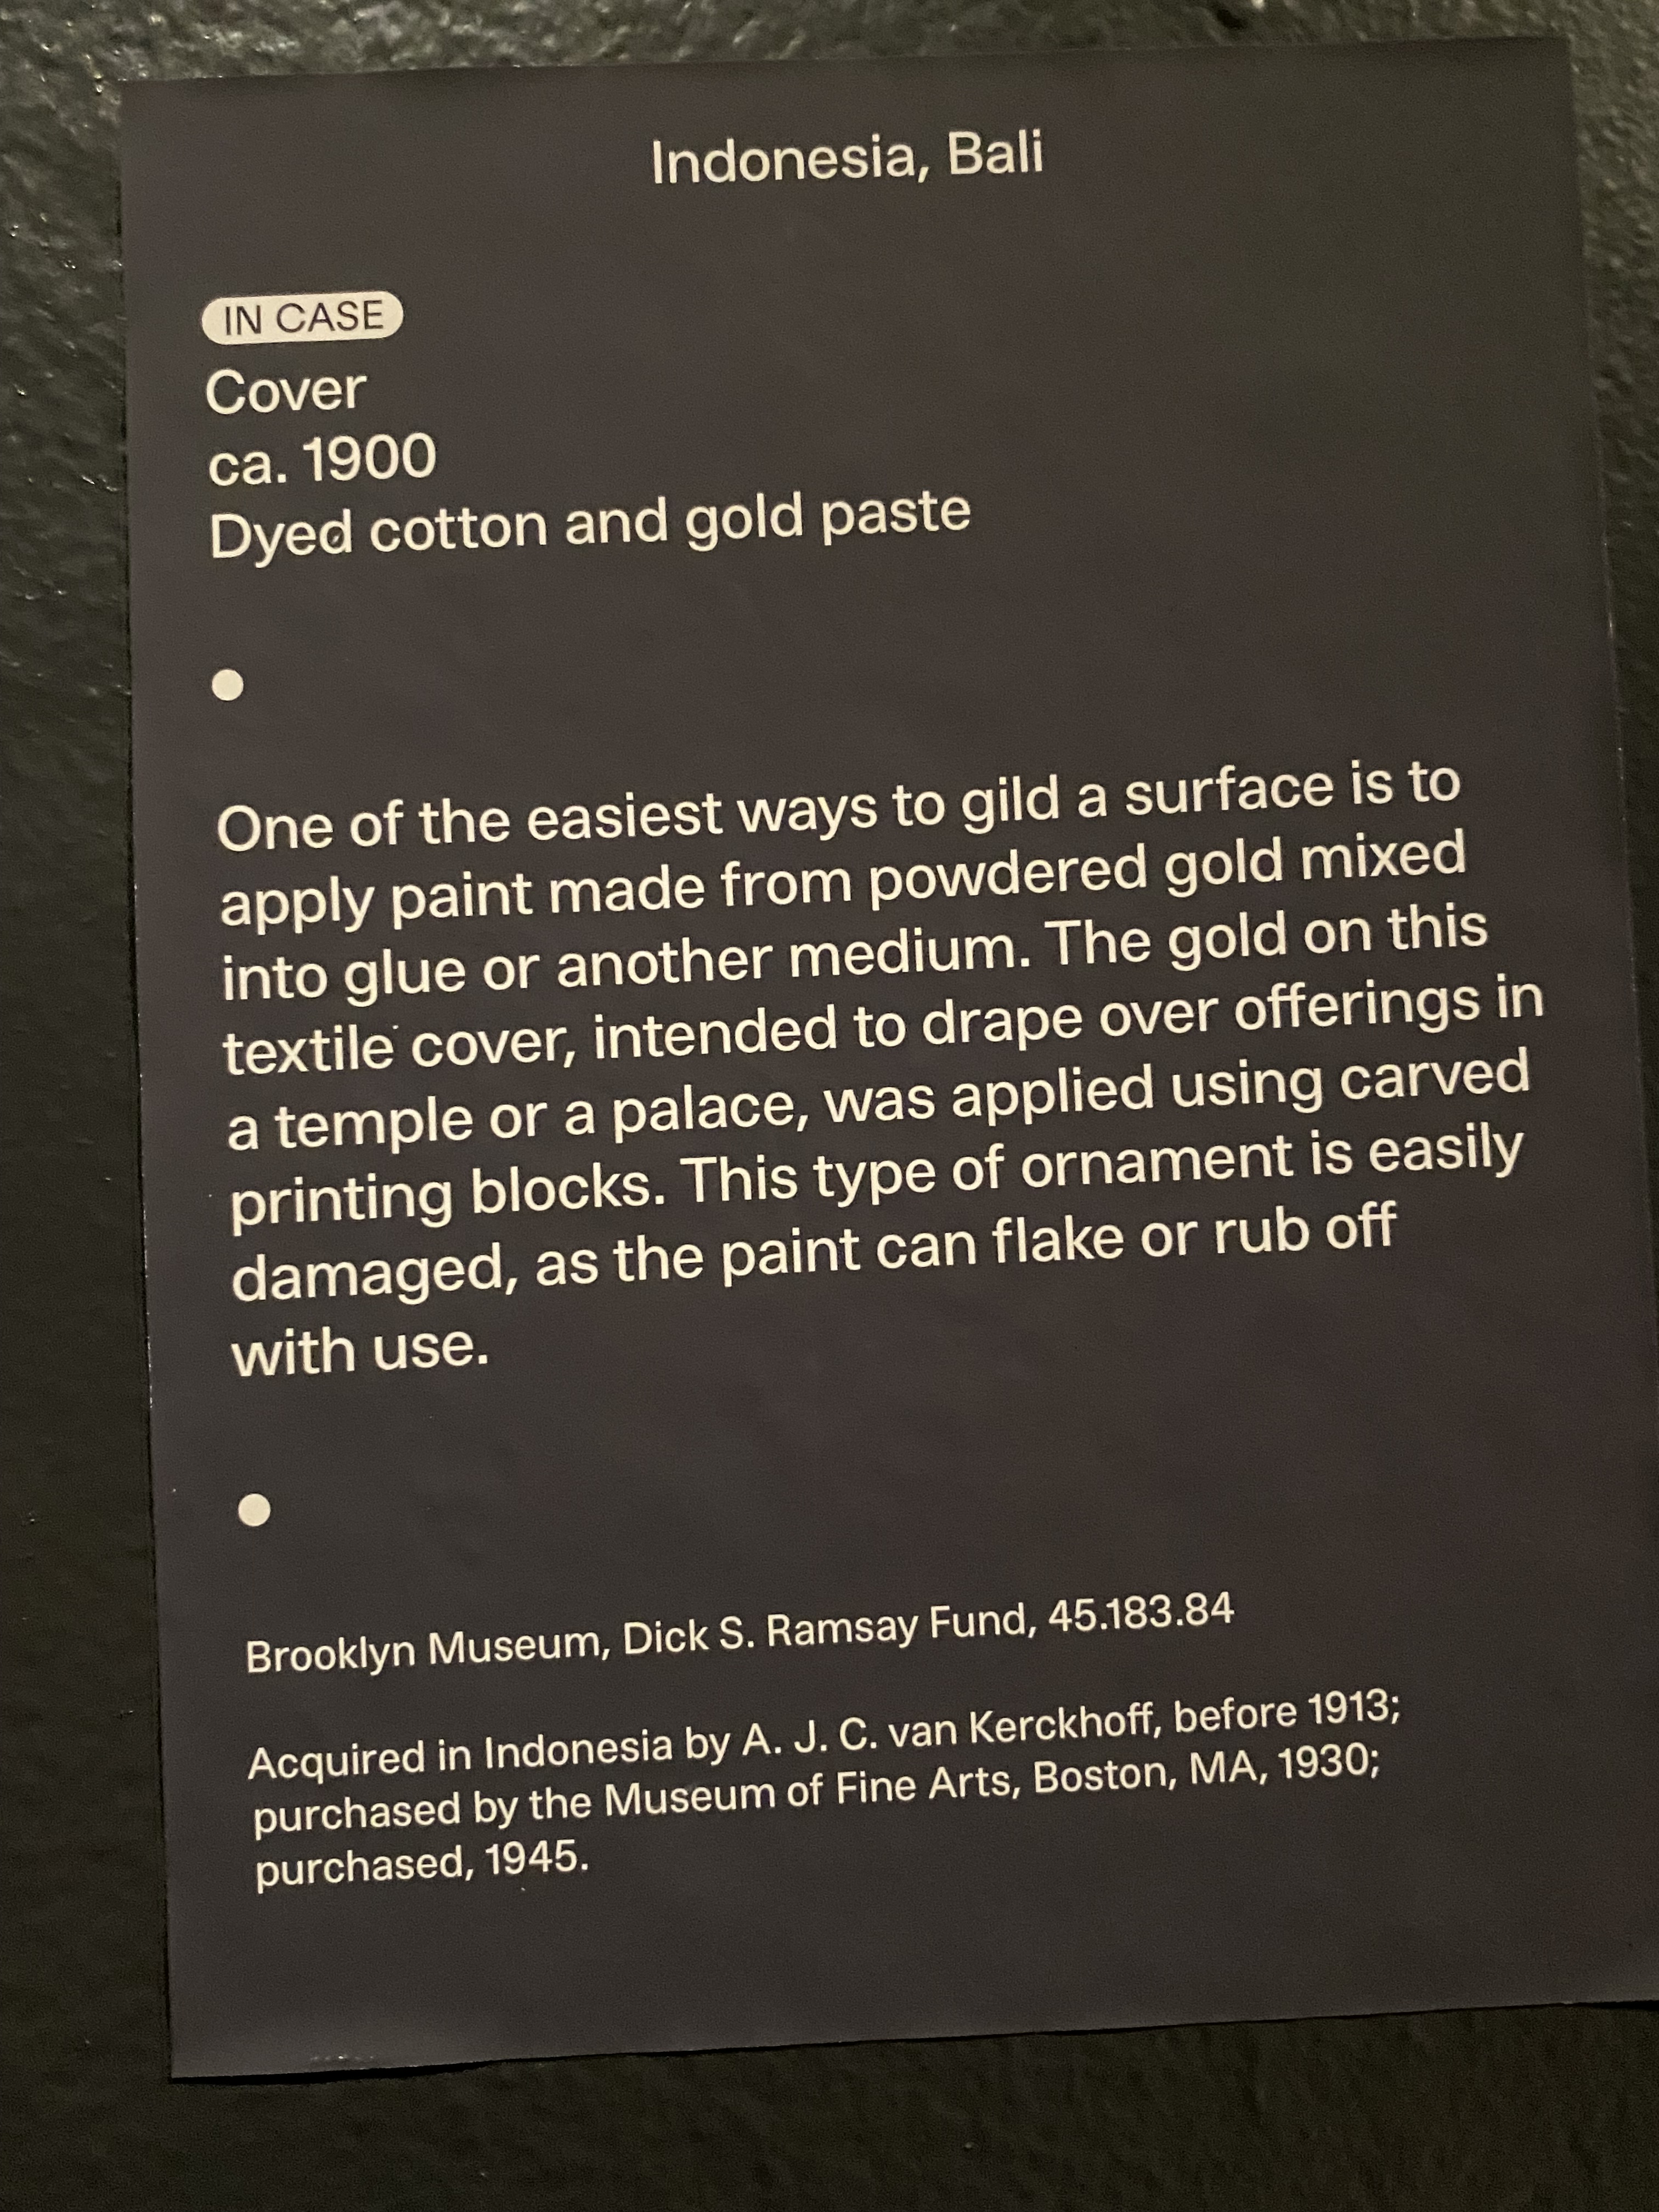 Indonesia, Bali
IN CASE
Cover
ca. 1900
Dyed cotton and gold paste
One of the easiest ways to gild a surface is to
apply paint made from powdered gold mixed
into glue or another medium. The gold on this
textile cover, intended to drape over offerings in
a temple or a palace, was applied using carved
printing blocks. This type of ornament is easily
damaged, as the paint can flake or rub off
with use.
Brooklyn Museum, Dick S. Ramsay Fund, 45.183.84
Acquired in Indonesia by A. J. C. van Kerckhoff, before 1913;
purchased by the Museum of Fine Arts, Boston, MA, 1930;
purchased, 1945.